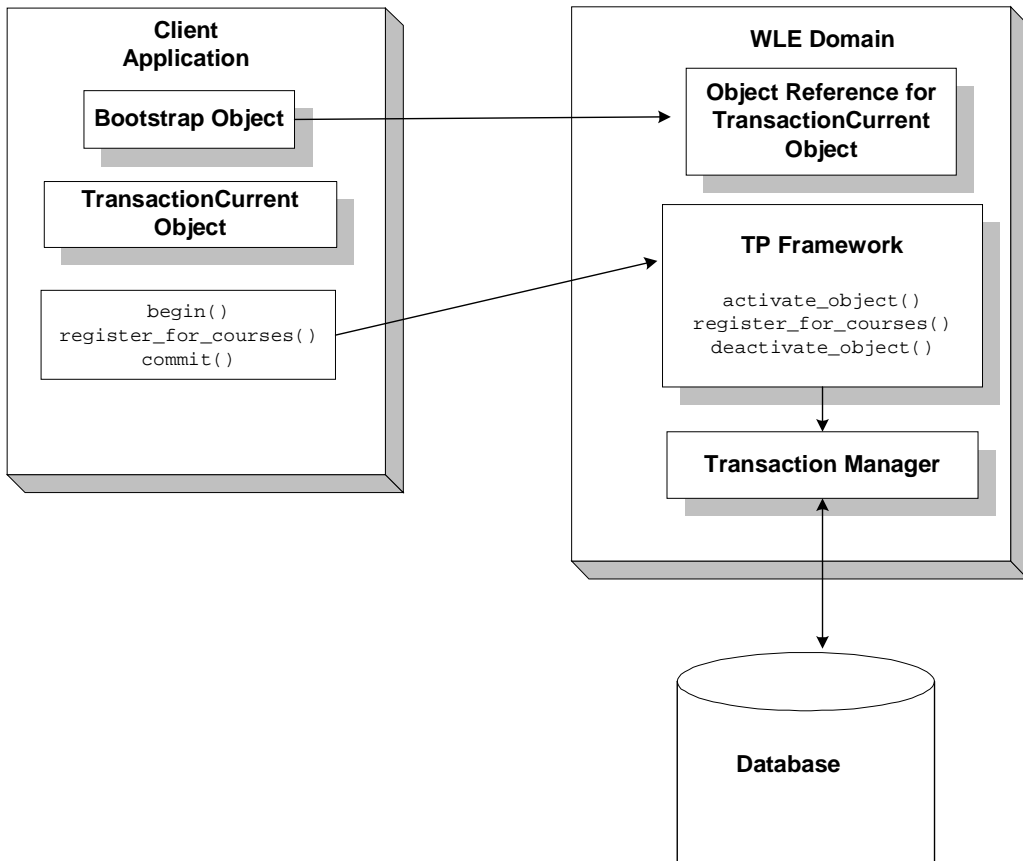 Client
Application
Bootstrap Object
TransactionCurrent
Object
begin()
register_for_courses()
commit()
WLE Domain
Object Reference for
TransactionCurrent
Object
TP Framework
activate_object()
register_for_courses()
deactivate_object()
Transaction Manager
Database